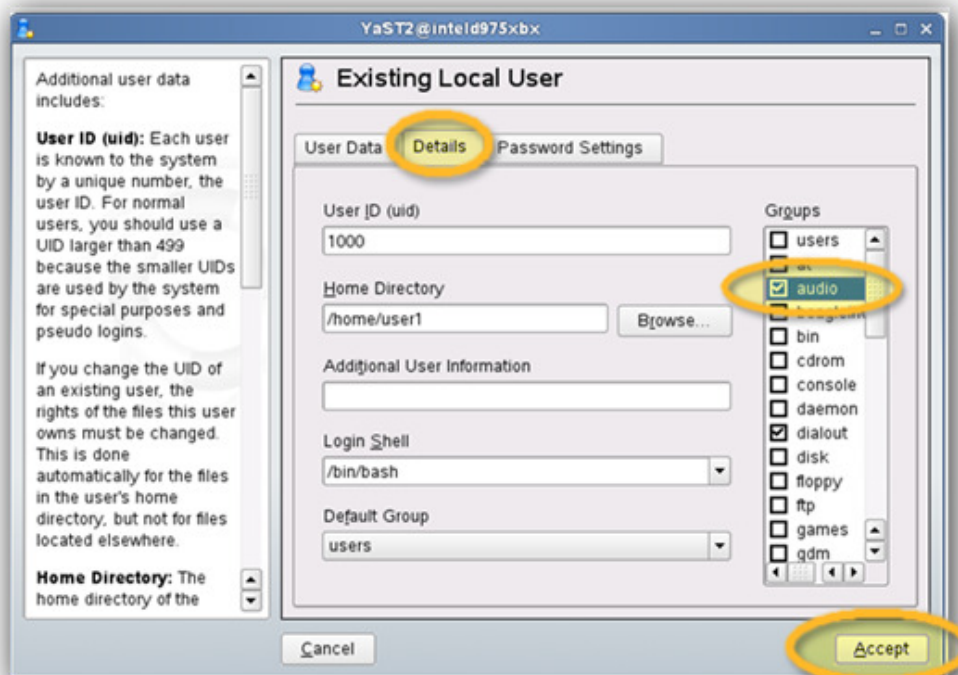 YaST2@inteld975xbx
Additional user data
includes:
User ID (uid): Each user
is known to the system
by a unique number, the
user ID. For normal
users, you should use a
UID larger than 499
because the smaller UIDs
are used by the system
for special purposes and
pseudo logins.
If you change the UID of
an existing user, the
rights of the files this user
owns must be changed.
This is done
automatically for the files
in the user's home
directory, but not for files
located elsewhere.
Home Directory: The
home directory of the
Existing Local User
User Data
Details
Password Settings
User ID (uid)
1000
Home Directory
/home/user1
Browse...
Additional User Information
Login Shell
/bin/bash
Default Group
users
Groups
users
at
audio
bin
cdrom
console
daemon
dialout
disk
floppy
ftp
games
gdm
Cancel
Accept